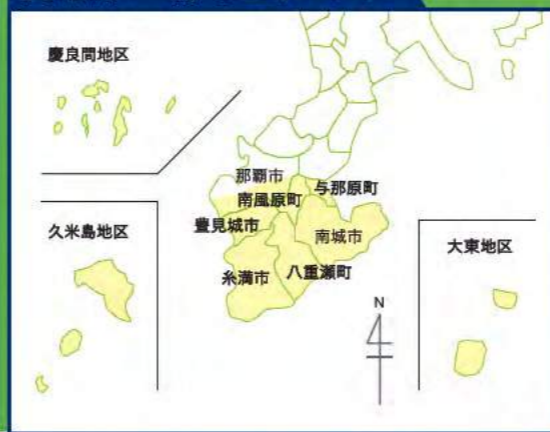 慶良間地区
那覇市
与那原町
南風原町
豊見城市
南城市
久米島地区
大東地区
糸満市
八重瀬町
N